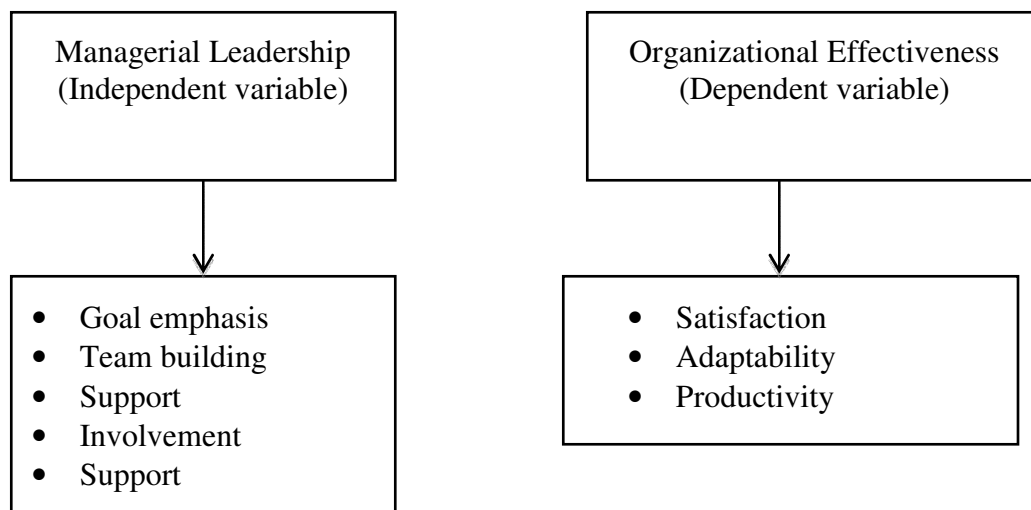 Managerial Leadership
(Independent variable)
Organizational Effectiveness
(Dependent variable)
• Goal emphasis
• Team building
• Support
• Involvement
• Support
• Satisfaction
• Adaptability
• Productivity